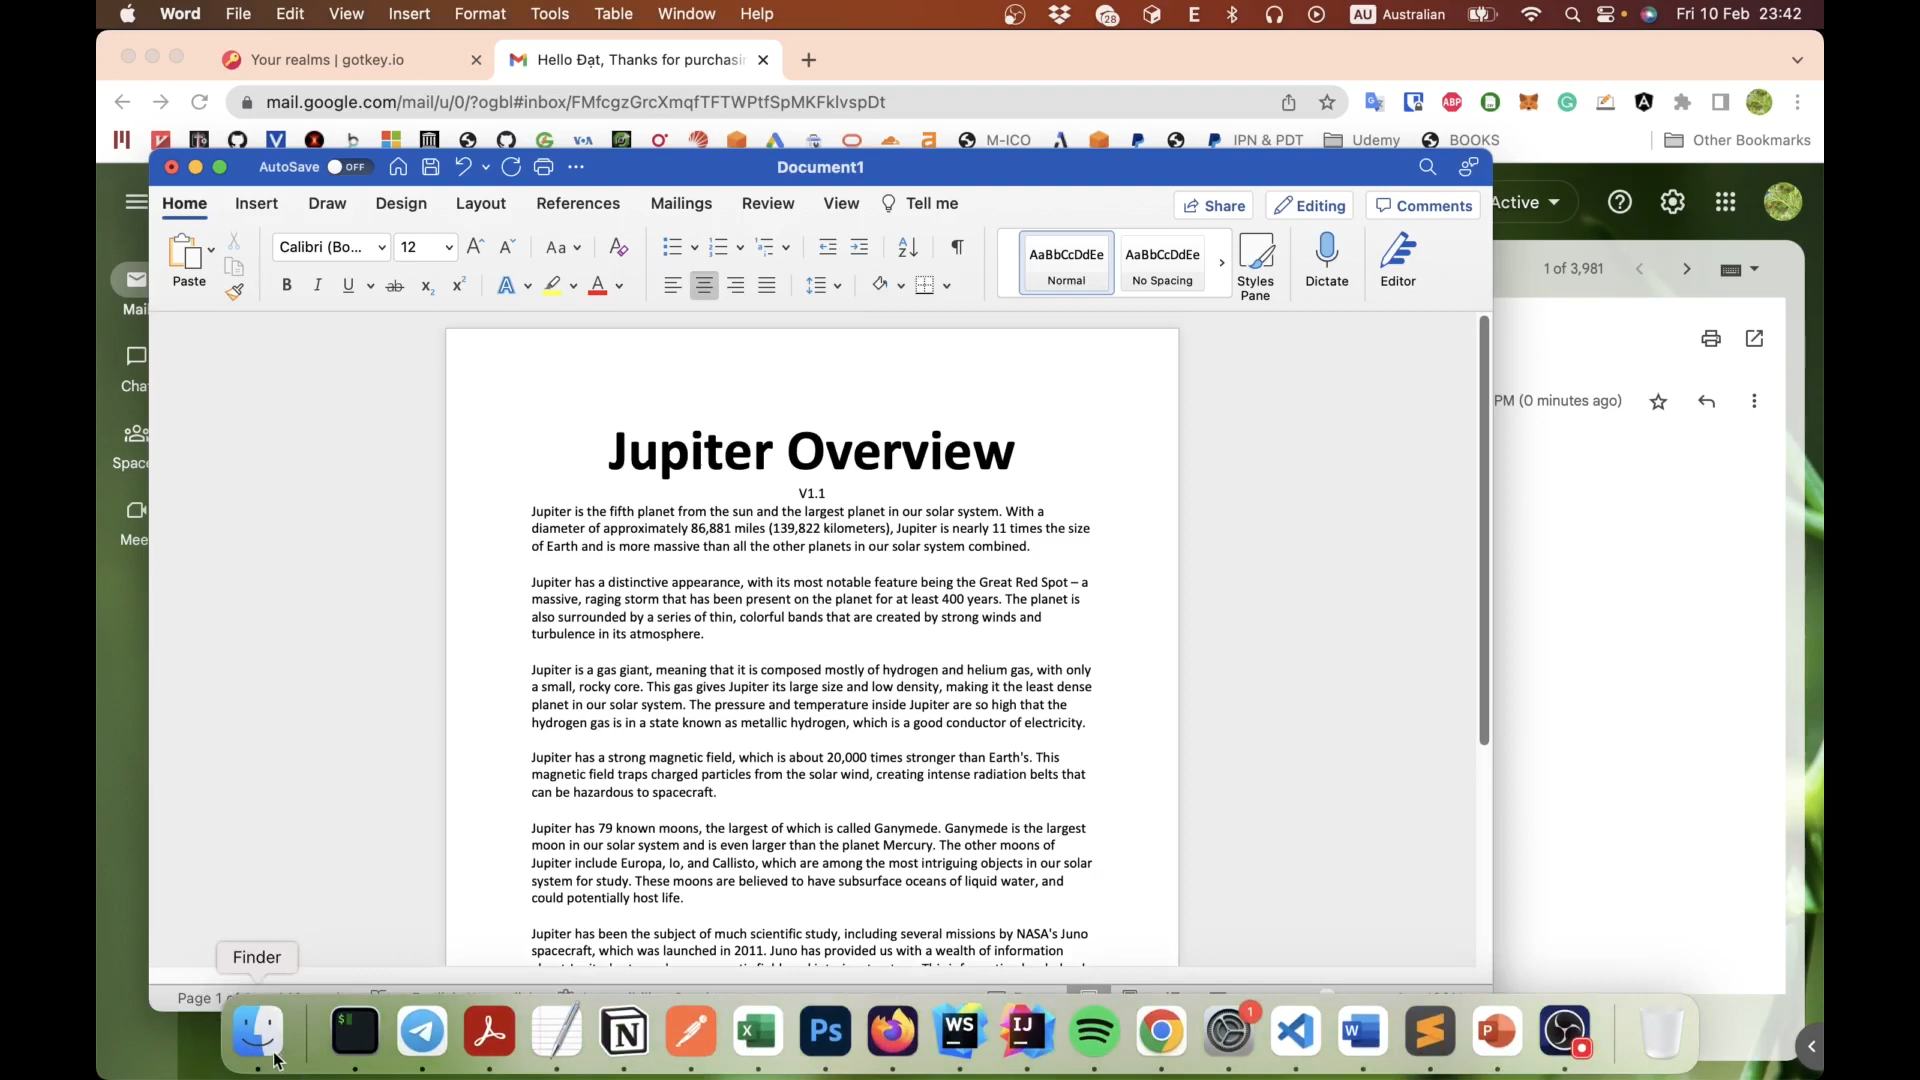 Word File Edit View Insert Format Tools Table Window Help 28 E AU Australian Fri 10 Feb 23:42
Your realms | gotkey.io Hello Đạt, Thanks for purchasin
mail.google.com/mail/u/0/?ogbl#inbox/FMfcgzGrcXmqfTFTWPtfSpMKFklvspDt ABP
M-ICO IPN & PDT Udemy BOOKS Other Bookmarks
AutoSave OFF Document1
Home Insert Draw Design Layout References Mailings Review View Tell me Share Editing Comments Active
Calibri (Bo... 12 Aa AaBbCcDdEe AaBbCcDdEe
Paste Normal No Spacing Styles Pane Dictate Editor
1 of 3,981
Mail
Chat
Spac
Mee
PM (0 minutes ago)
Jupiter Overview
V1.1
Jupiter is the fifth planet from the sun and the largest planet in our solar system. With a
diameter of approximately 86,881 miles (139,822 kilometers), Jupiter is nearly 11 times the size
of Earth and is more massive than all the other planets in our solar system combined.
Jupiter has a distinctive appearance, with its most notable feature being the Great Red Spot – a
massive, raging storm that has been present on the planet for at least 400 years. The planet is
also surrounded by a series of thin, colorful bands that are created by strong winds and
turbulence in its atmosphere.
Jupiter is a gas giant, meaning that it is composed mostly of hydrogen and helium gas, with only
a small, rocky core. This gas gives Jupiter its large size and low density, making it the least dense
planet in our solar system. The pressure and temperature inside Jupiter are so high that the
hydrogen gas is in a state known as metallic hydrogen, which is a good conductor of electricity.
Jupiter has a strong magnetic field, which is about 20,000 times stronger than Earth's. This
magnetic field traps charged particles from the solar wind, creating intense radiation belts that
can be hazardous to spacecraft.
Jupiter has 79 known moons, the largest of which is called Ganymede. Ganymede is the largest
moon in our solar system and is even larger than the planet Mercury. The other moons of
Jupiter include Europa, Io, and Callisto, which are among the most intriguing objects in our solar
system for study. These moons are believed to have subsurface oceans of liquid water, and
could potentially host life.
Jupiter has been the subject of much scientific study, including several missions by NASA's Juno
spacecraft, which was launched in 2011. Juno has provided us with a wealth of information
Finder
Page 1
Ps WS IJ 1 W P